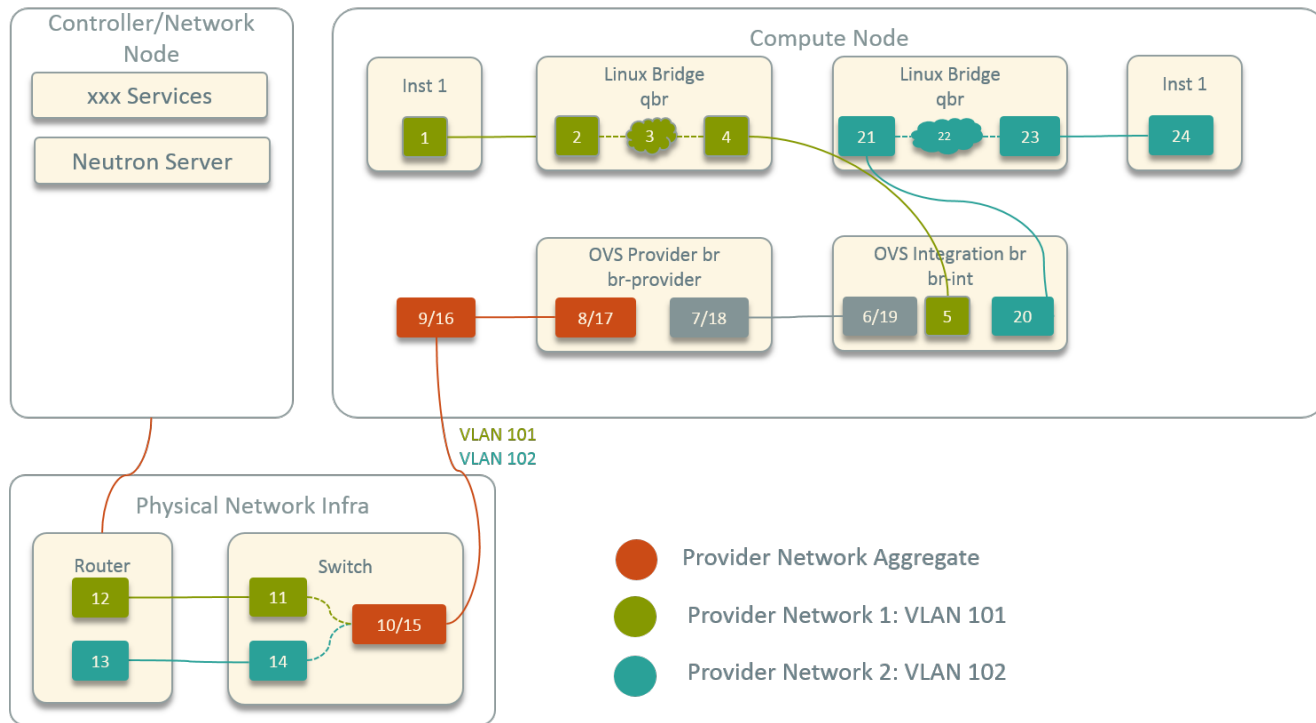 Controller/Network
Node
xxx Services
Neutron Server
Compute Node
Inst 1
1
Linux Bridge
qbr
2
3
4
Linux Bridge
qbr
21
22
23
Inst 1
24
OVS Provider br
br-provider
9/16
8/17
7/18
OVS Integration br
br-int
6/19
5
20
VLAN 101
VLAN 102
Physical Network Infra
Router
12
13
Switch
11
14
10/15
Provider Network Aggregate
Provider Network 1: VLAN 101
Provider Network 2: VLAN 102